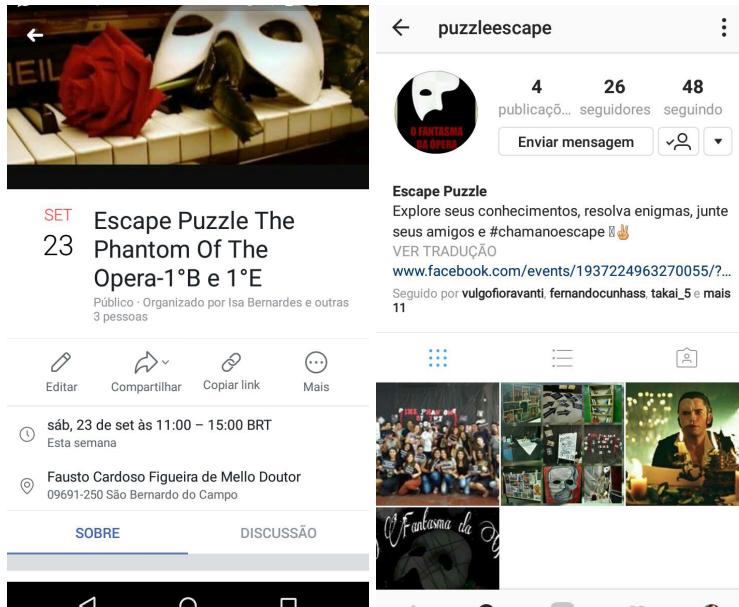 SET
23
Escape Puzzle The
Phantom Of The
Opera-1°B e 1°E
Público · Organizado por Isa Bernardes e outras
3 pessoas
Editar
Compartilhar
Copiar link
Mais
sáb, 23 de set às 11:00 – 15:00 BRT
Esta semana
Fausto Cardoso Figueira de Mello Doutor
09691-250 São Bernardo do Campo
SOBRE
DISCUSSÃO
puzzleescape
O FANTASMA
DA ÓPERA
4
26
48
publicaçõ...
seguidores
seguindo
Enviar mensagem
Escape Puzzle
Explore seus conhecimentos, resolva enigmas, junte
seus amigos e #chamanoescape ✌
VER TRADUÇÃO
www.facebook.com/events/1937224963270055/?...
Seguido por vulgofioravanti, fernandocunhass, takai_5 e mais
11
Fantasma da